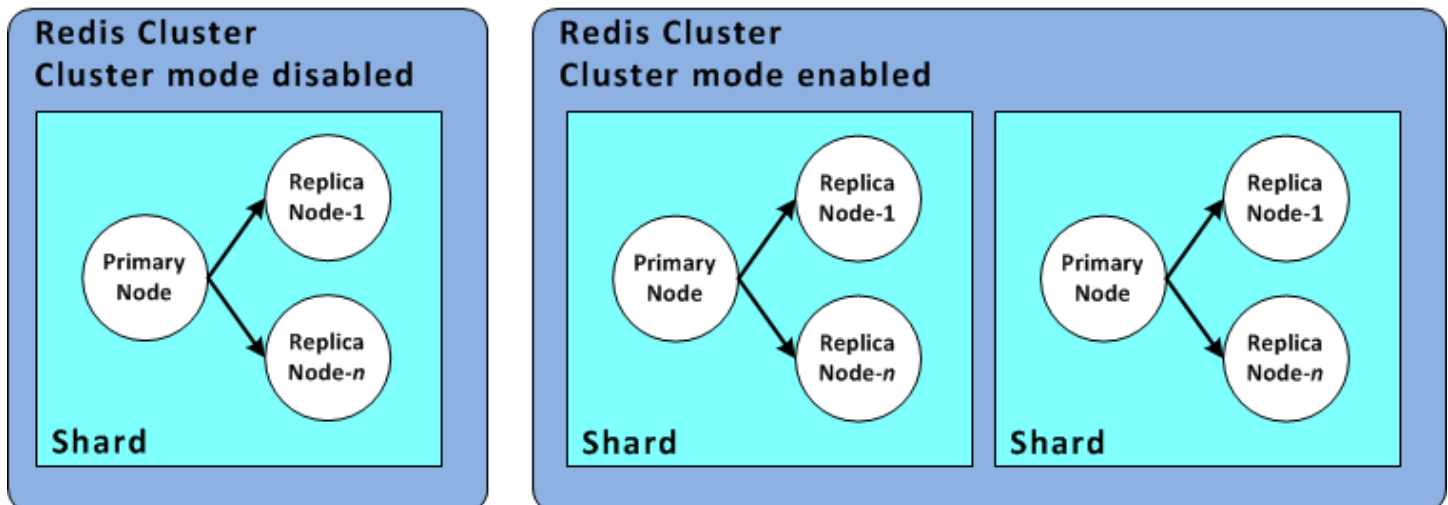 Redis Cluster
Cluster mode disabled
Replica
Node-1
Primary
Node
Replica
Node-n
Shard
Redis Cluster
Cluster mode enabled
Replica
Node-1
Primary
Node
Replica
Node-n
Shard
Replica
Node-1
Primary
Node
Replica
Node-n
Shard